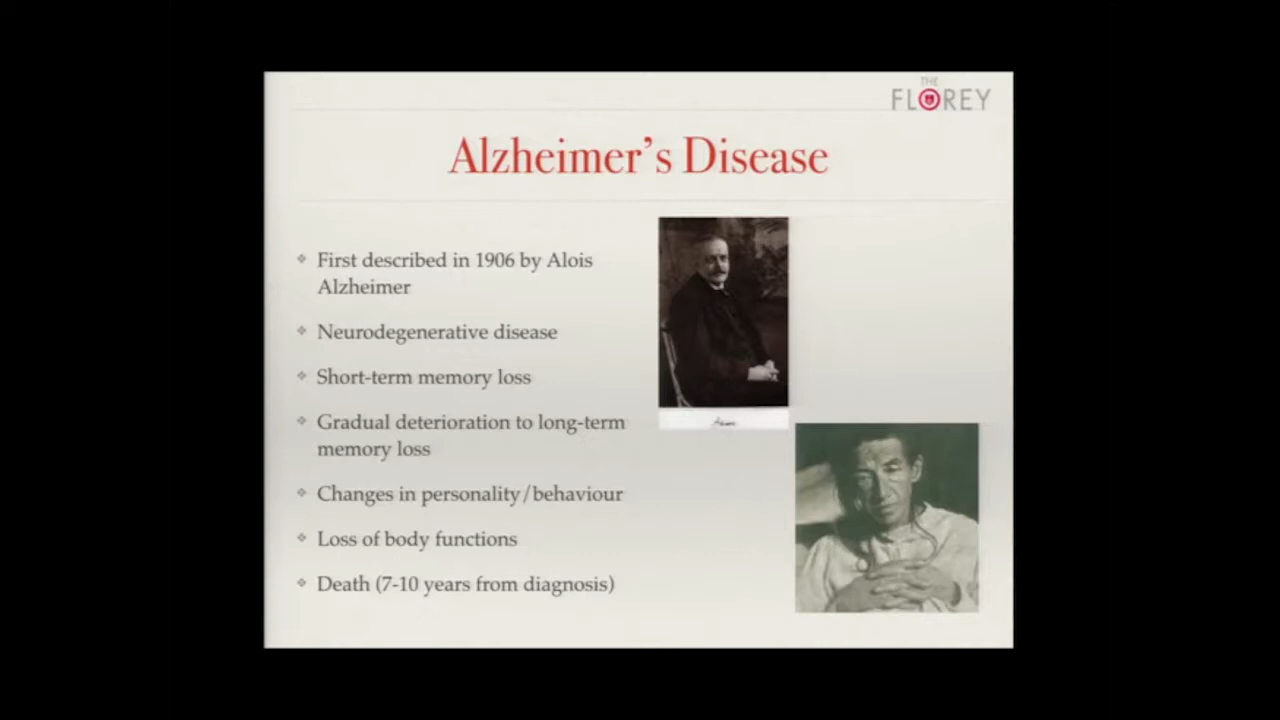 THE
FLOREY
Alzheimer's Disease
First described in 1906 by Alois
Alzheimer
Neurodegenerative disease
Short-term memory loss
Gradual deterioration to long-term
memory loss
Changes in personality/behaviour
Loss of body functions
Death (7-10 years from diagnosis)